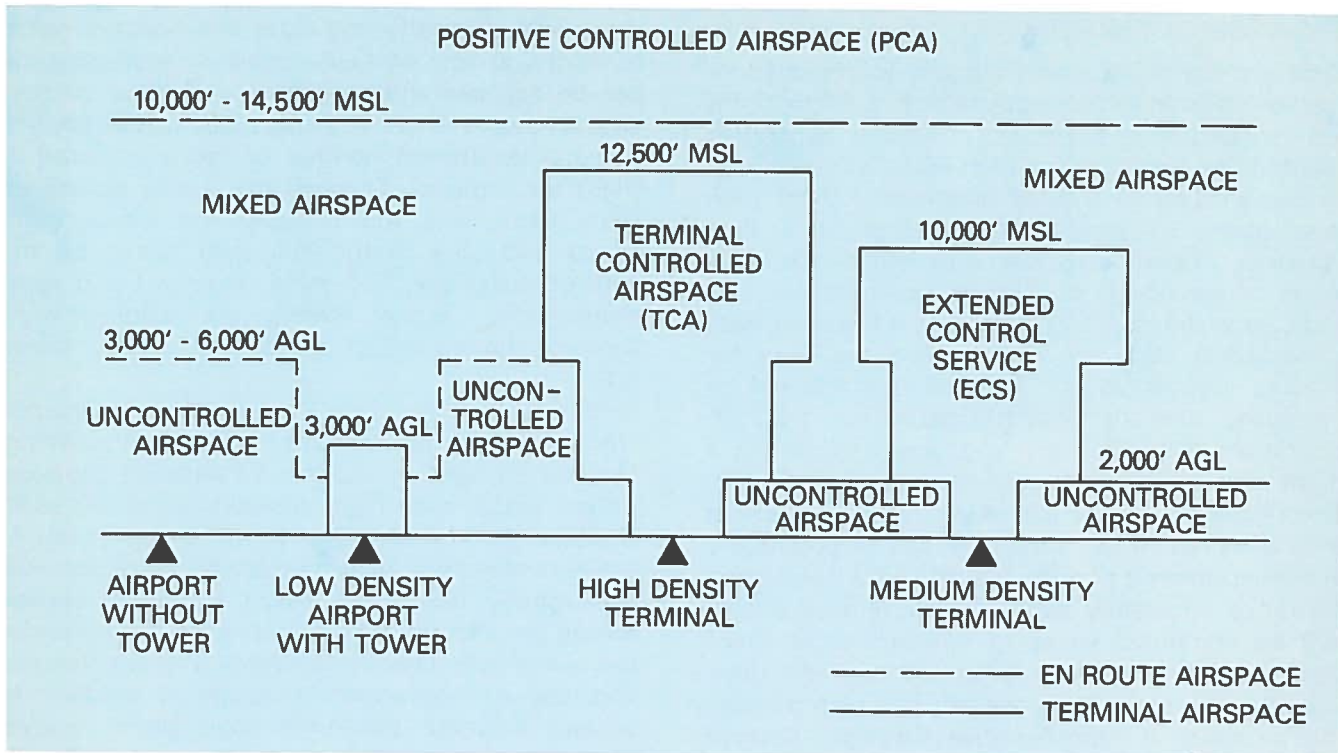 POSITIVE CONTROLLED AIRSPACE (PCA)
10,000' - 14,500' MSL
12,500' MSL
MIXED AIRSPACE
MIXED AIRSPACE
10,000' MSL
TERMINAL
CONTROLLED
AIRSPACE
(TCA)
EXTENDED
CONTROL
SERVICE
(ECS)
3,000' - 6,000' AGL
UNCONTROLLED
AIRSPACE
3,000' AGL
UNCON-
TROLLED
AIRSPACE
2,000' AGL
UNCONTROLLED
AIRSPACE
UNCONTROLLED
AIRSPACE
AIRPORT
WITHOUT
TOWER
LOW DENSITY
AIRPORT
WITH TOWER
HIGH DENSITY
TERMINAL
MEDIUM DENSITY
TERMINAL
EN ROUTE AIRSPACE
TERMINAL AIRSPACE